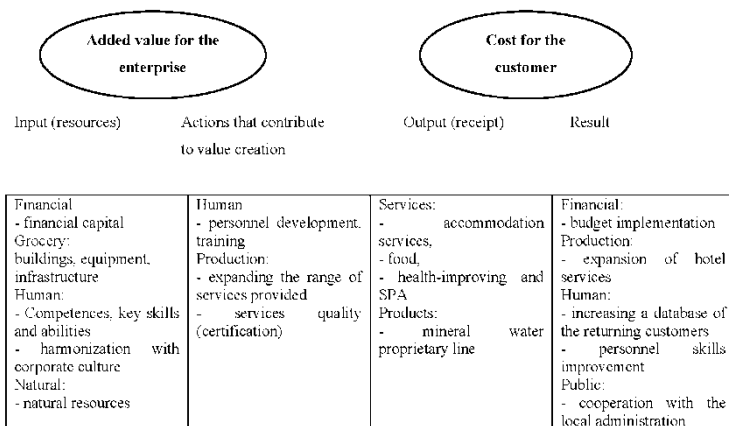 Added value for the
enterprise
Cost for the
customer
Input (resources)
Actions that contribute
to value creation
Output (receipt)
Result
Financial
- financial capital
Grocery:
buildings, equipment,
infrastructure
Human:
- Competences, key skills
and abilities
- harmonization with
corporate culture
Natural:
- natural resources
Human
- personnel development,
training
Production:
- expanding the range of
services provided
- services quality
(certification)
Services:
- accommodation
services,
- food,
- health-improving and
SPA
Products:
- mineral water
proprietary line
Financial:
- budget implementation
Production:
- expansion of hotel
services
Human:
- increasing a database of
the returning customers
- personnel skills
improvement
Public:
- cooperation with the
local administration